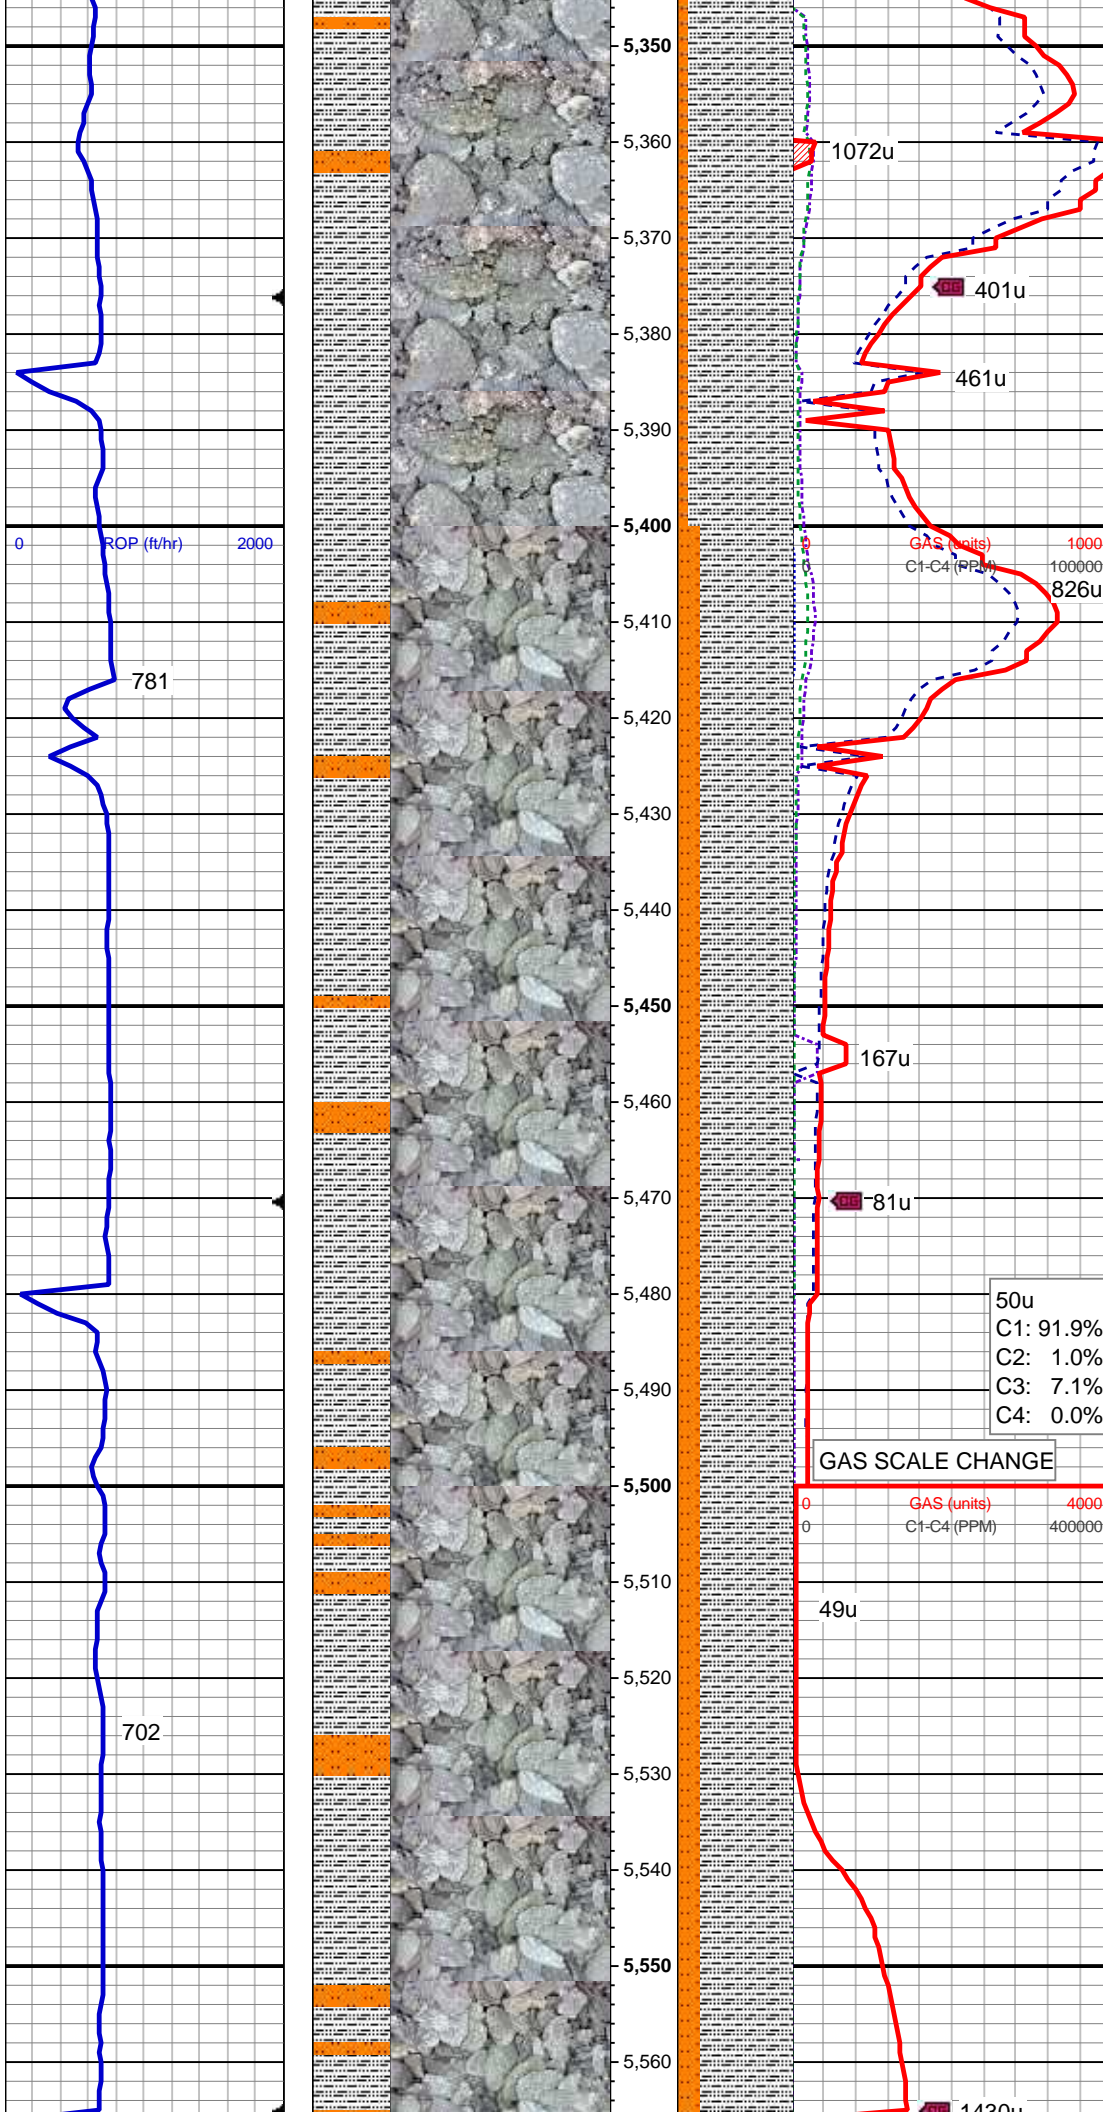 5,350
5,360
1072u
5,370
CG 401u
5,380
461u
5,390
5,400
0 ROP (ft/hr) 2000
0 GAS (units) 1000
C1-C4 (PPM) 100000
826u
5,410
781
5,420
5,430
5,440
5,450
167u
5,460
5,470
CG 81u
5,480
50u
C1: 91.9%
C2: 1.0%
C3: 7.1%
C4: 0.0%
5,490
GAS SCALE CHANGE
5,500
0 GAS (units) 4000
0 C1-C4 (PPM) 400000
5,510
49u
5,520
702
5,530
5,540
5,550
5,560
1430u